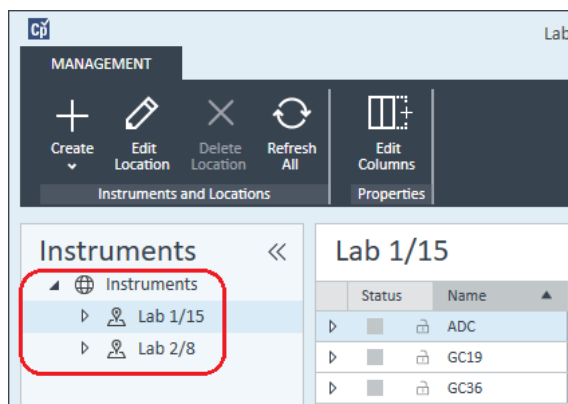 Cp
Lab
MANAGEMENT
Create
Edit
Location
Delete
Location
Refresh
All
Edit
Columns
Instruments and Locations
Properties
Instruments
Instruments
Lab 1/15
Lab 2/8
Lab 1/15
Status
Name
ADC
GC19
GC36